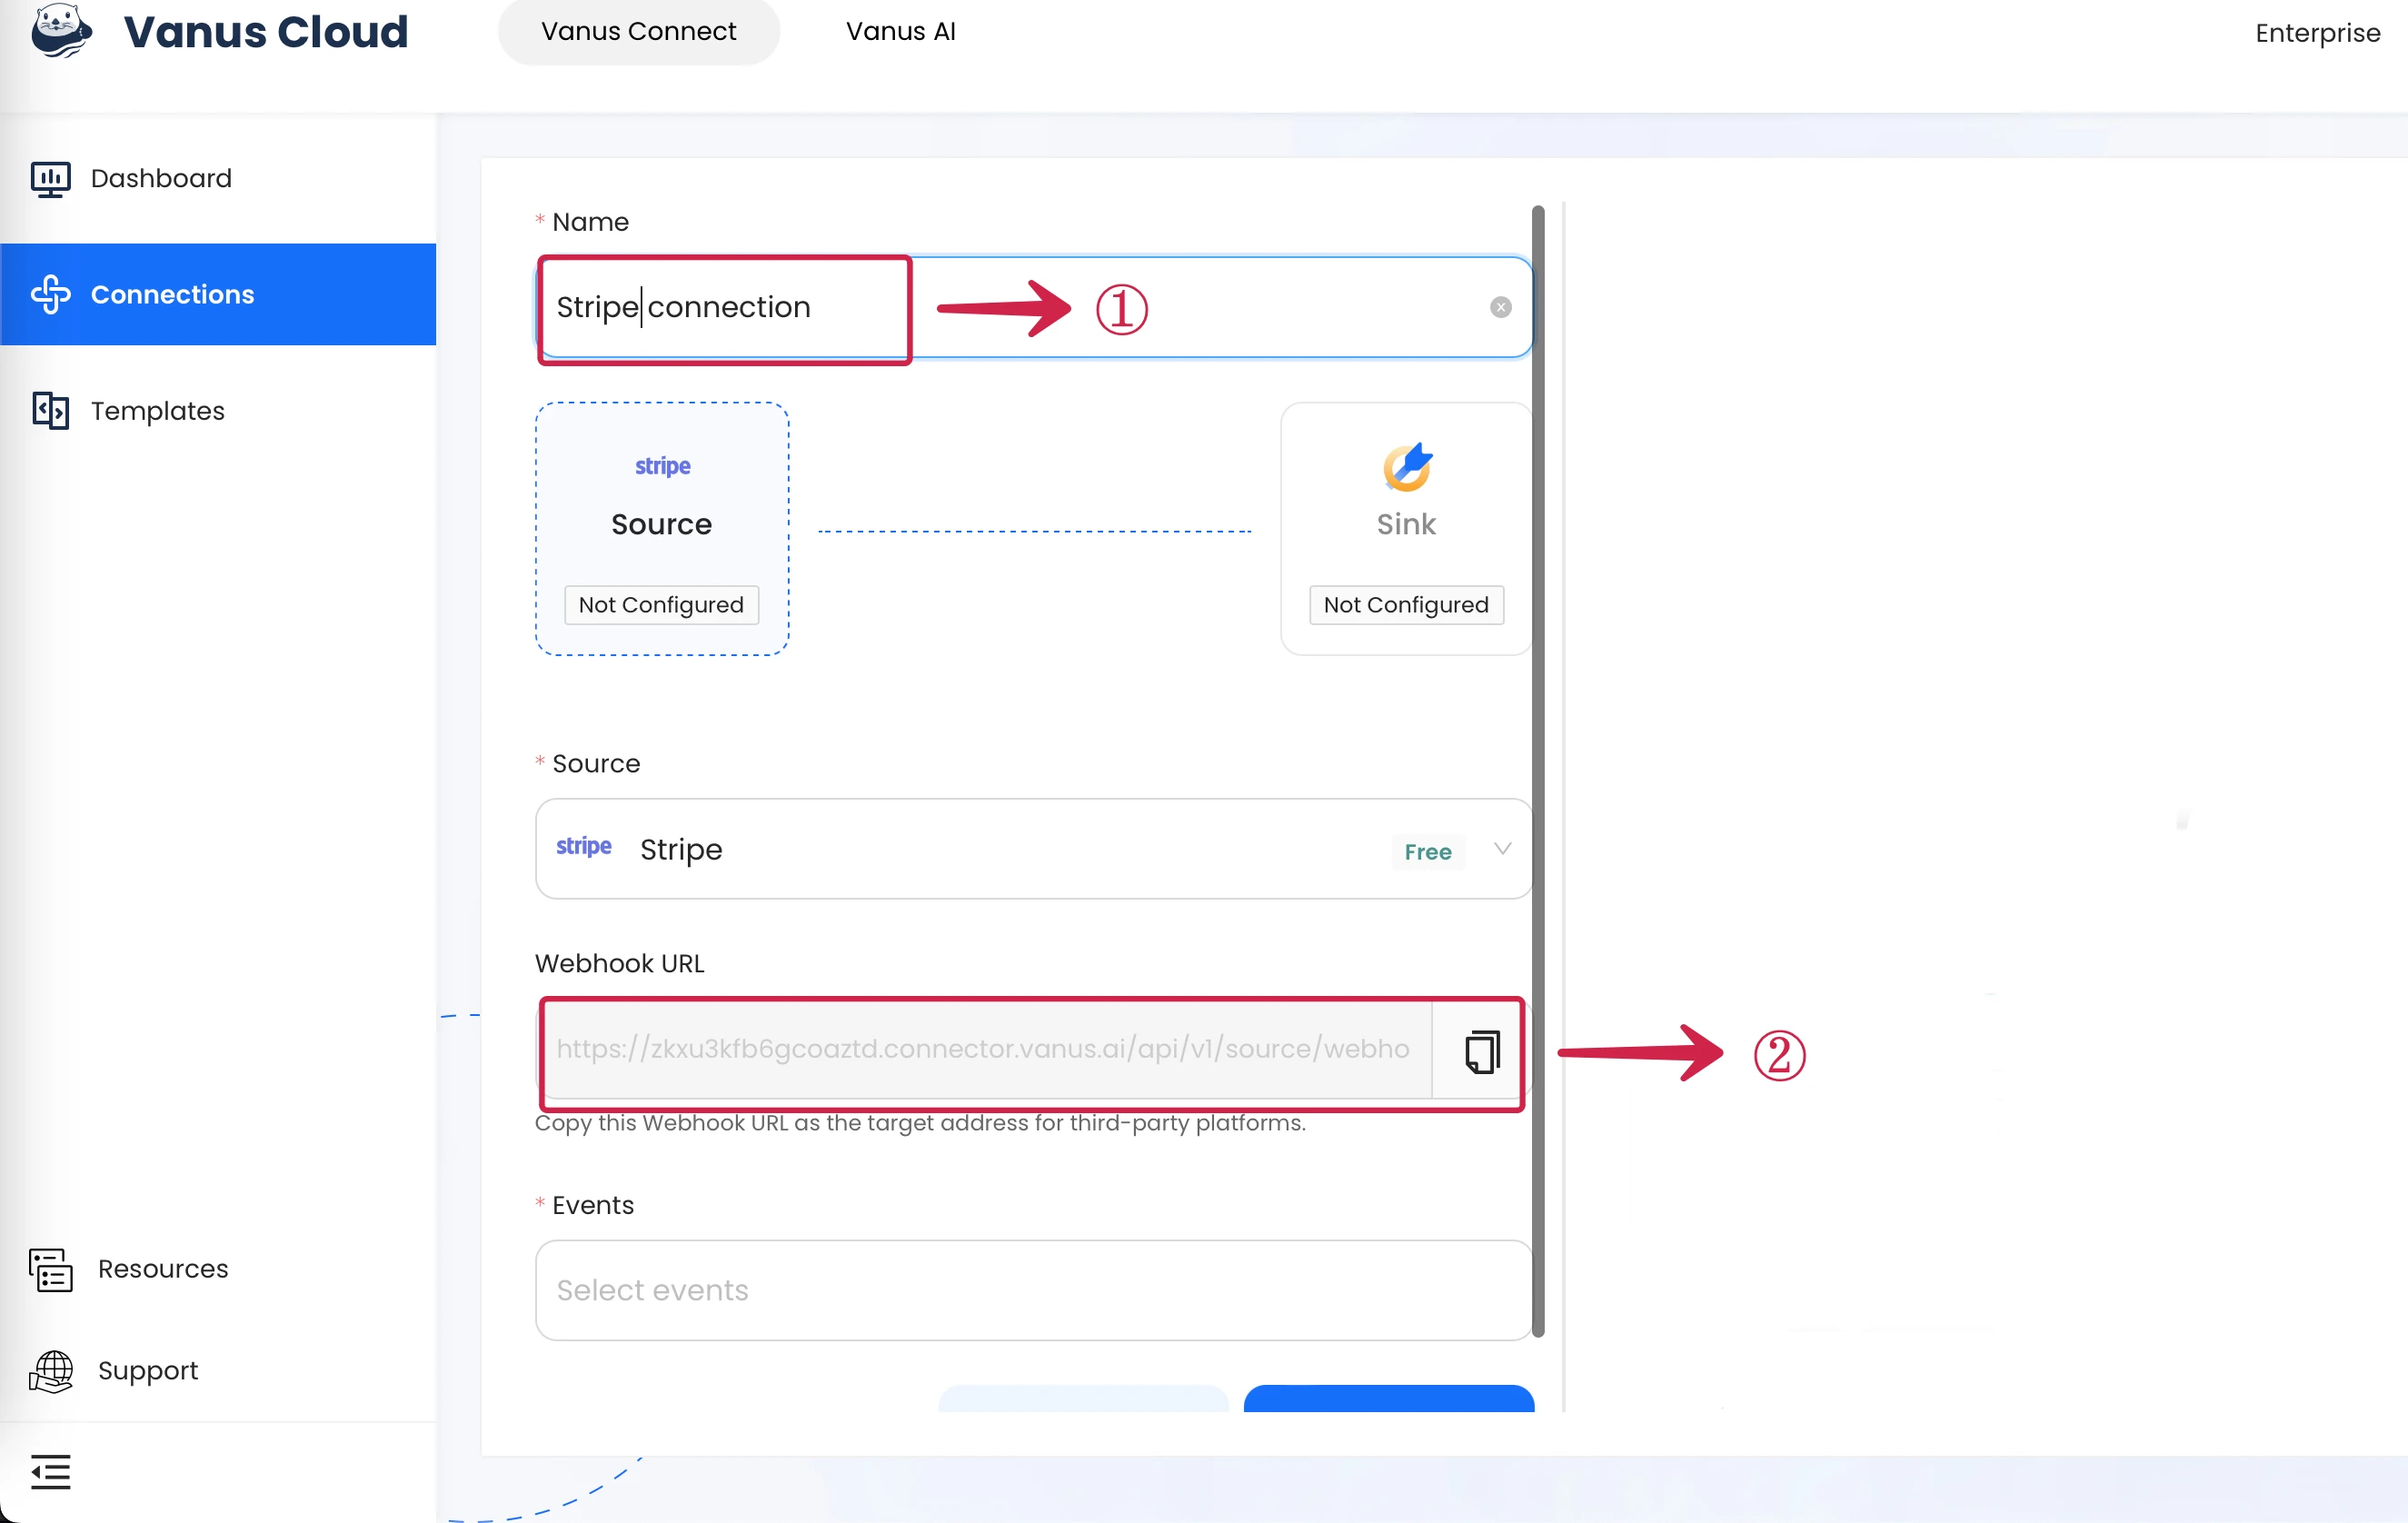 Vanus Cloud
Vanus Connect
Vanus AI
Enterprise
Dashboard
Connections
Templates
Resources
Support
* Name
Stripe connection
①
stripe
Source
Not Configured
Sink
Not Configured
* Source
stripe Stripe
Free
Webhook URL
https://zkxu3kfb6gcoaztd.connector.vanus.ai/api/v1/source/webho
②
Copy this Webhook URL as the target address for third-party platforms.
* Events
Select events